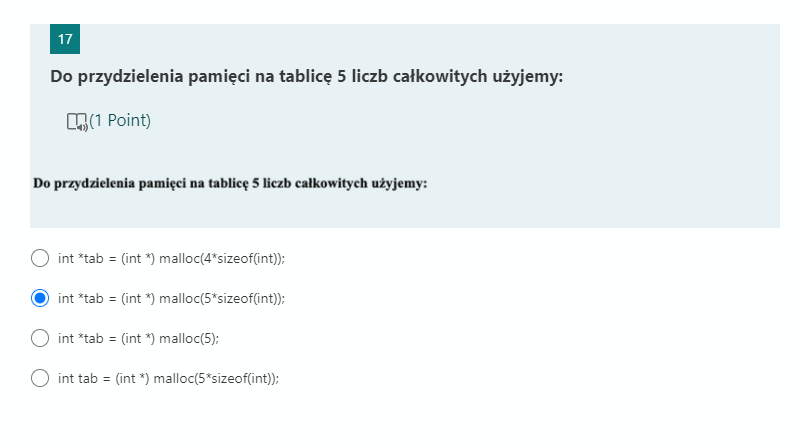 17
Do przydzielenia pamięci na tablicę 5 liczb całkowitych użyjemy:
(1 Point)
Do przydzielenia pamięci na tablicę 5 liczb całkowitych użyjemy:
int *tab = (int *) malloc(4*sizeof(int));
int *tab = (int *) malloc(5*sizeof(int));
int *tab = (int *) malloc(5);
int tab = (int *) malloc(5*sizeof(int));